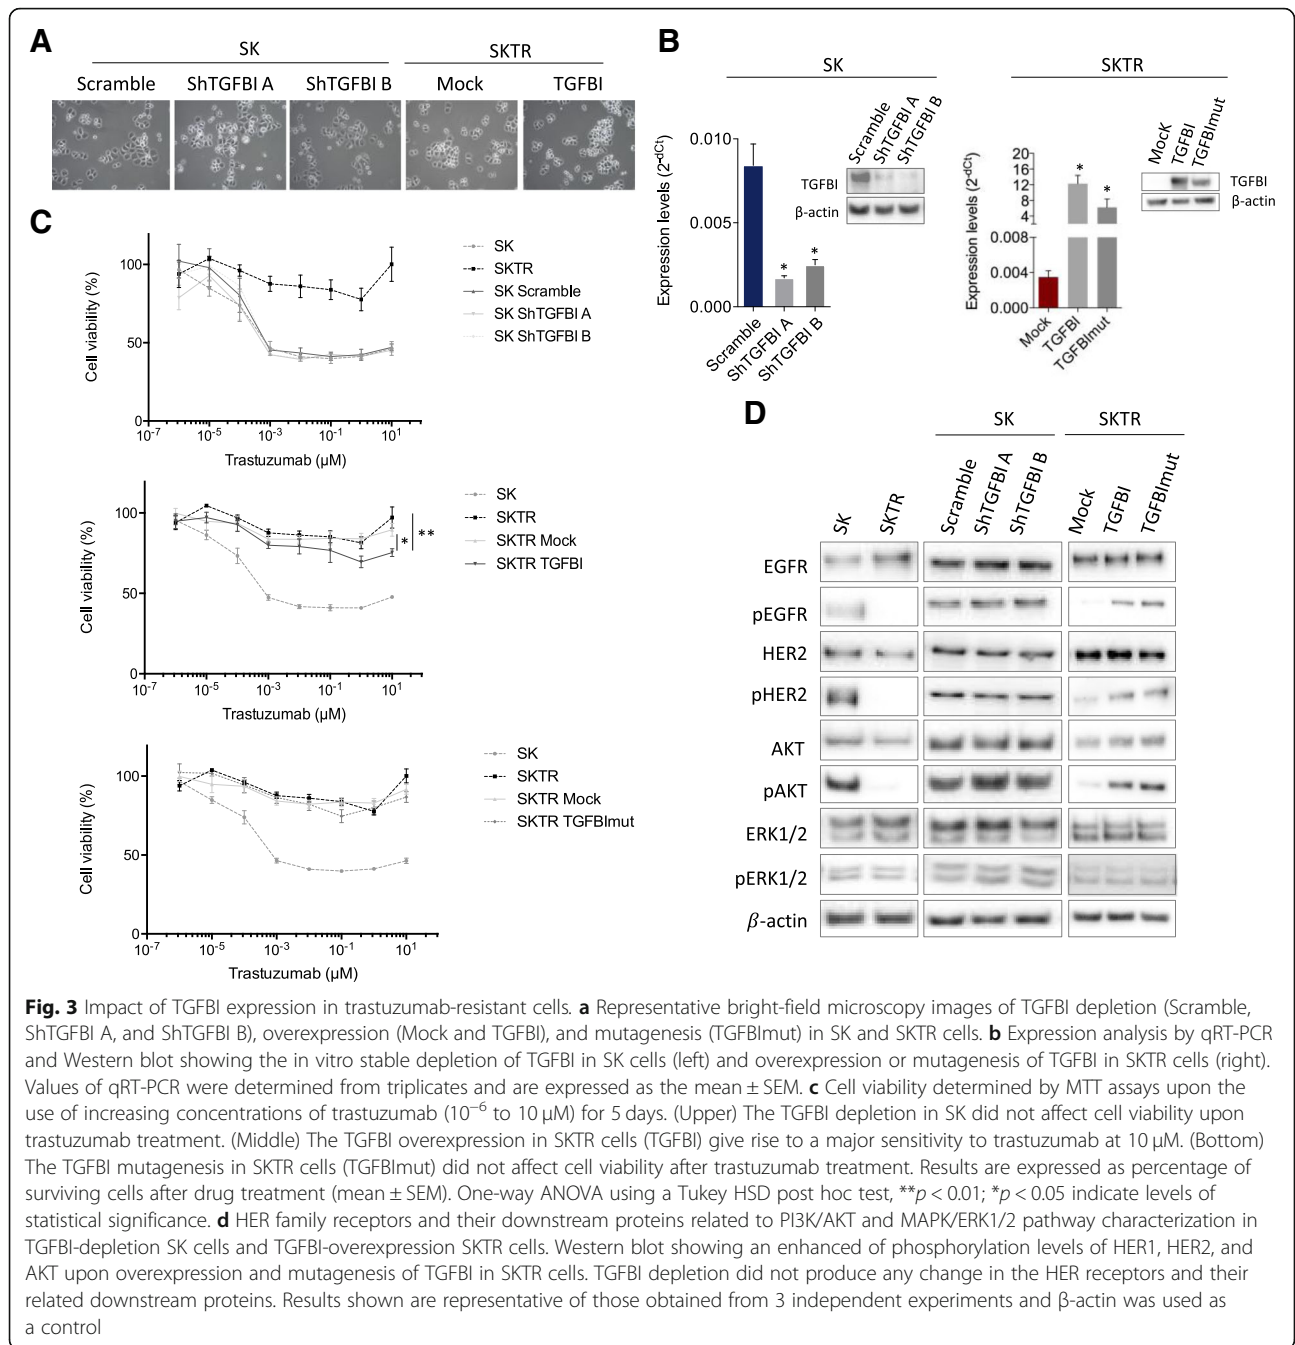 A
SK
SKTR
Scramble
ShTGFBI A
ShTGFBI B
Mock
TGFBI
B
SK
SKTR
Expression levels (2-dCt)
0.010
0.005
0.000
Scramble
ShTGFBI A
ShTGFBI B
*
*
Scramble
ShTGFBI A
ShTGFBI B
TGFBI
β-actin
Expression levels (2-dCt)
20
16
12
8
4
0.008
0.004
0.000
*
*
Mock
TGFBI
TGFBImut
Mock
TGFBI
TGFBImut
TGFBI
β-actin
C
Cell viability (%)
100
50
0
10-7
10-5
10-3
10-1
101
Trastuzumab (µM)
SK
SKTR
SK Scramble
SK ShTGFBI A
SK ShTGFBI B
Cell viability (%)
100
50
0
10-7
10-5
10-3
10-1
101
Trastuzumab (µM)
*
**
SK
SKTR
SKTR Mock
SKTR TGFBI
Cell viability (%)
100
50
0
10-7
10-5
10-3
10-1
101
Trastuzumab (µM)
SK
SKTR
SKTR Mock
SKTR TGFBImut
D
SK
SKTR
SK
SKTR
Scramble
ShTGFBI A
ShTGFBI B
Mock
TGFBI
TGFBImut
EGFR
pEGFR
HER2
pHER2
AKT
pAKT
ERK1/2
pERK1/2
β-actin
Fig. 3 Impact of TGFBI expression in trastuzumab-resistant cells. a Representative bright-field microscopy images of TGFBI depletion (Scramble,
ShTGFBI A, and ShTGFBI B), overexpression (Mock and TGFBI), and mutagenesis (TGFBImut) in SK and SKTR cells. b Expression analysis by qRT-PCR
and Western blot showing the in vitro stable depletion of TGFBI in SK cells (left) and overexpression or mutagenesis of TGFBI in SKTR cells (right).
Values of qRT-PCR were determined from triplicates and are expressed as the mean ± SEM. c Cell viability determined by MTT assays upon the
use of increasing concentrations of trastuzumab (10−6 to 10 µM) for 5 days. (Upper) The TGFBI depletion in SK did not affect cell viability upon
trastuzumab treatment. (Middle) The TGFBI overexpression in SKTR cells (TGFBI) give rise to a major sensitivity to trastuzumab at 10 µM. (Bottom)
The TGFBI mutagenesis in SKTR cells (TGFBImut) did not affect cell viability after trastuzumab treatment. Results are expressed as percentage of
surviving cells after drug treatment (mean ± SEM). One-way ANOVA using a Tukey HSD post hoc test, **p < 0.01; *p < 0.05 indicate levels of
statistical significance. d HER family receptors and their downstream proteins related to PI3K/AKT and MAPK/ERK1/2 pathway characterization in
TGFBI-depletion SK cells and TGFBI-overexpression SKTR cells. Western blot showing an enhanced of phosphorylation levels of HER1, HER2, and
AKT upon overexpression and mutagenesis of TGFBI in SKTR cells. TGFBI depletion did not produce any change in the HER receptors and their
related downstream proteins. Results shown are representative of those obtained from 3 independent experiments and β-actin was used as
a control